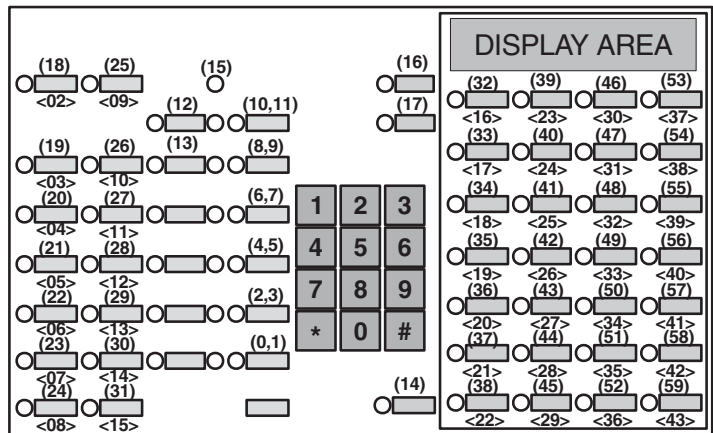 DISPLAY AREA
(18) (25) (15) (16)
<02> <09>
(12) (10,11) (17)
(32) (39) (46) (53)
<16> <23> <30> <37>
(19) (26) (13) (8,9)
<03> <10>
(33) (40) (47) (54)
<17> <24> <31> <38>
(20) (27) (6,7)
<04> <11>
1 2 3
(34) (41) (48) (55)
<18> <25> <32> <39>
(21) (28) (4,5)
<05> <12>
4 5 6
(35) (42) (49) (56)
<19> <26> <33> <40>
(22) (29) (2,3)
<06> <13>
7 8 9
(36) (43) (50) (57)
<20> <27> <34> <41>
(23) (30) (0,1)
<07> <14>
* 0 #
(37) (44) (51) (58)
<21> <28> <35> <42>
(24) (31) (14)
<08> <15>
(38) (45) (52) (59)
<22> <29> <36> <43>